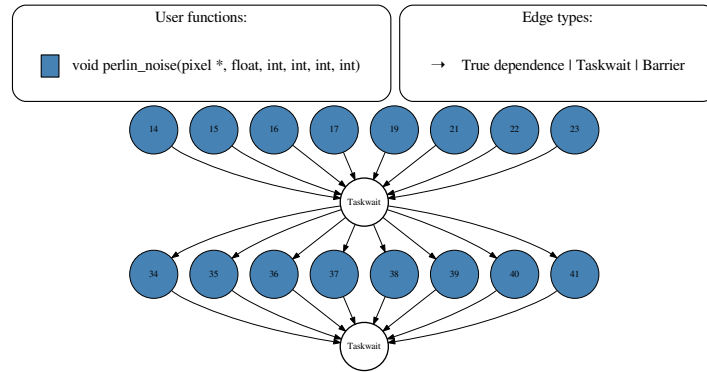 User functions:
void perlin_noise(pixel *, float, int, int, int, int)
Edge types:
→ True dependence | Taskwait | Barrier
14 15 16 17 19 21 22 23
Taskwait
34 35 36 37 38 39 40 41
Taskwait